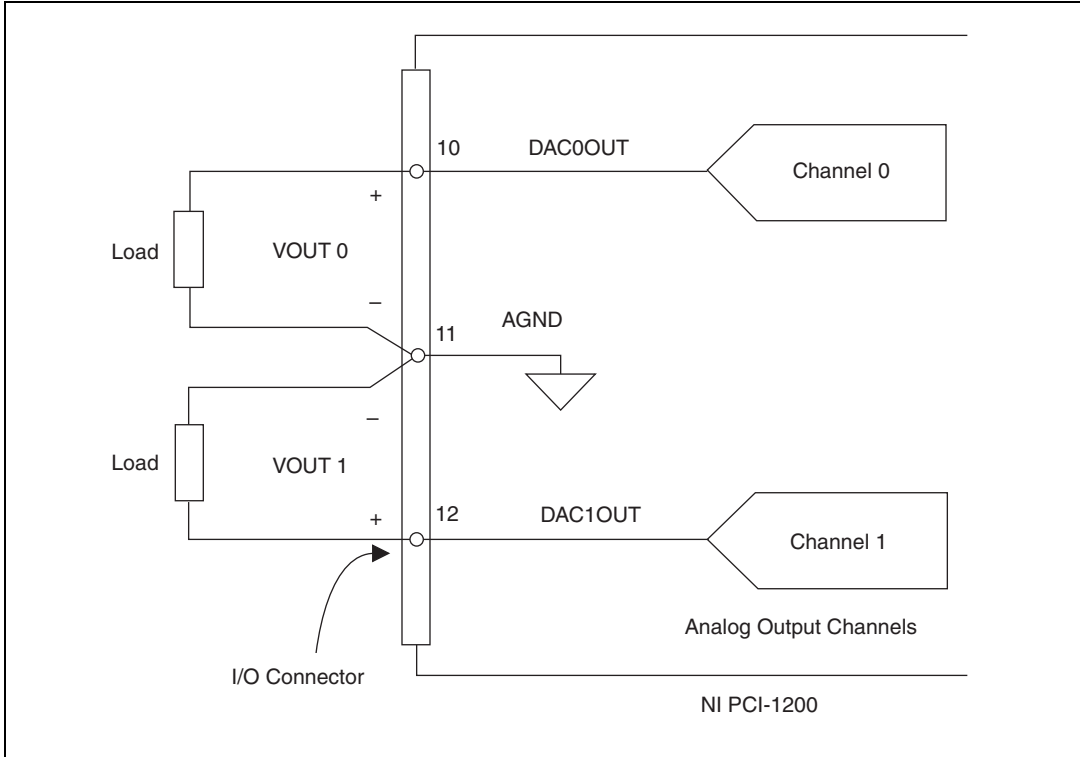 10
DAC0OUT
Channel 0
+
Load
VOUT 0
–
11
AGND
–
Load
VOUT 1
+
12
DAC1OUT
Channel 1
Analog Output Channels
I/O Connector
NI PCI-1200